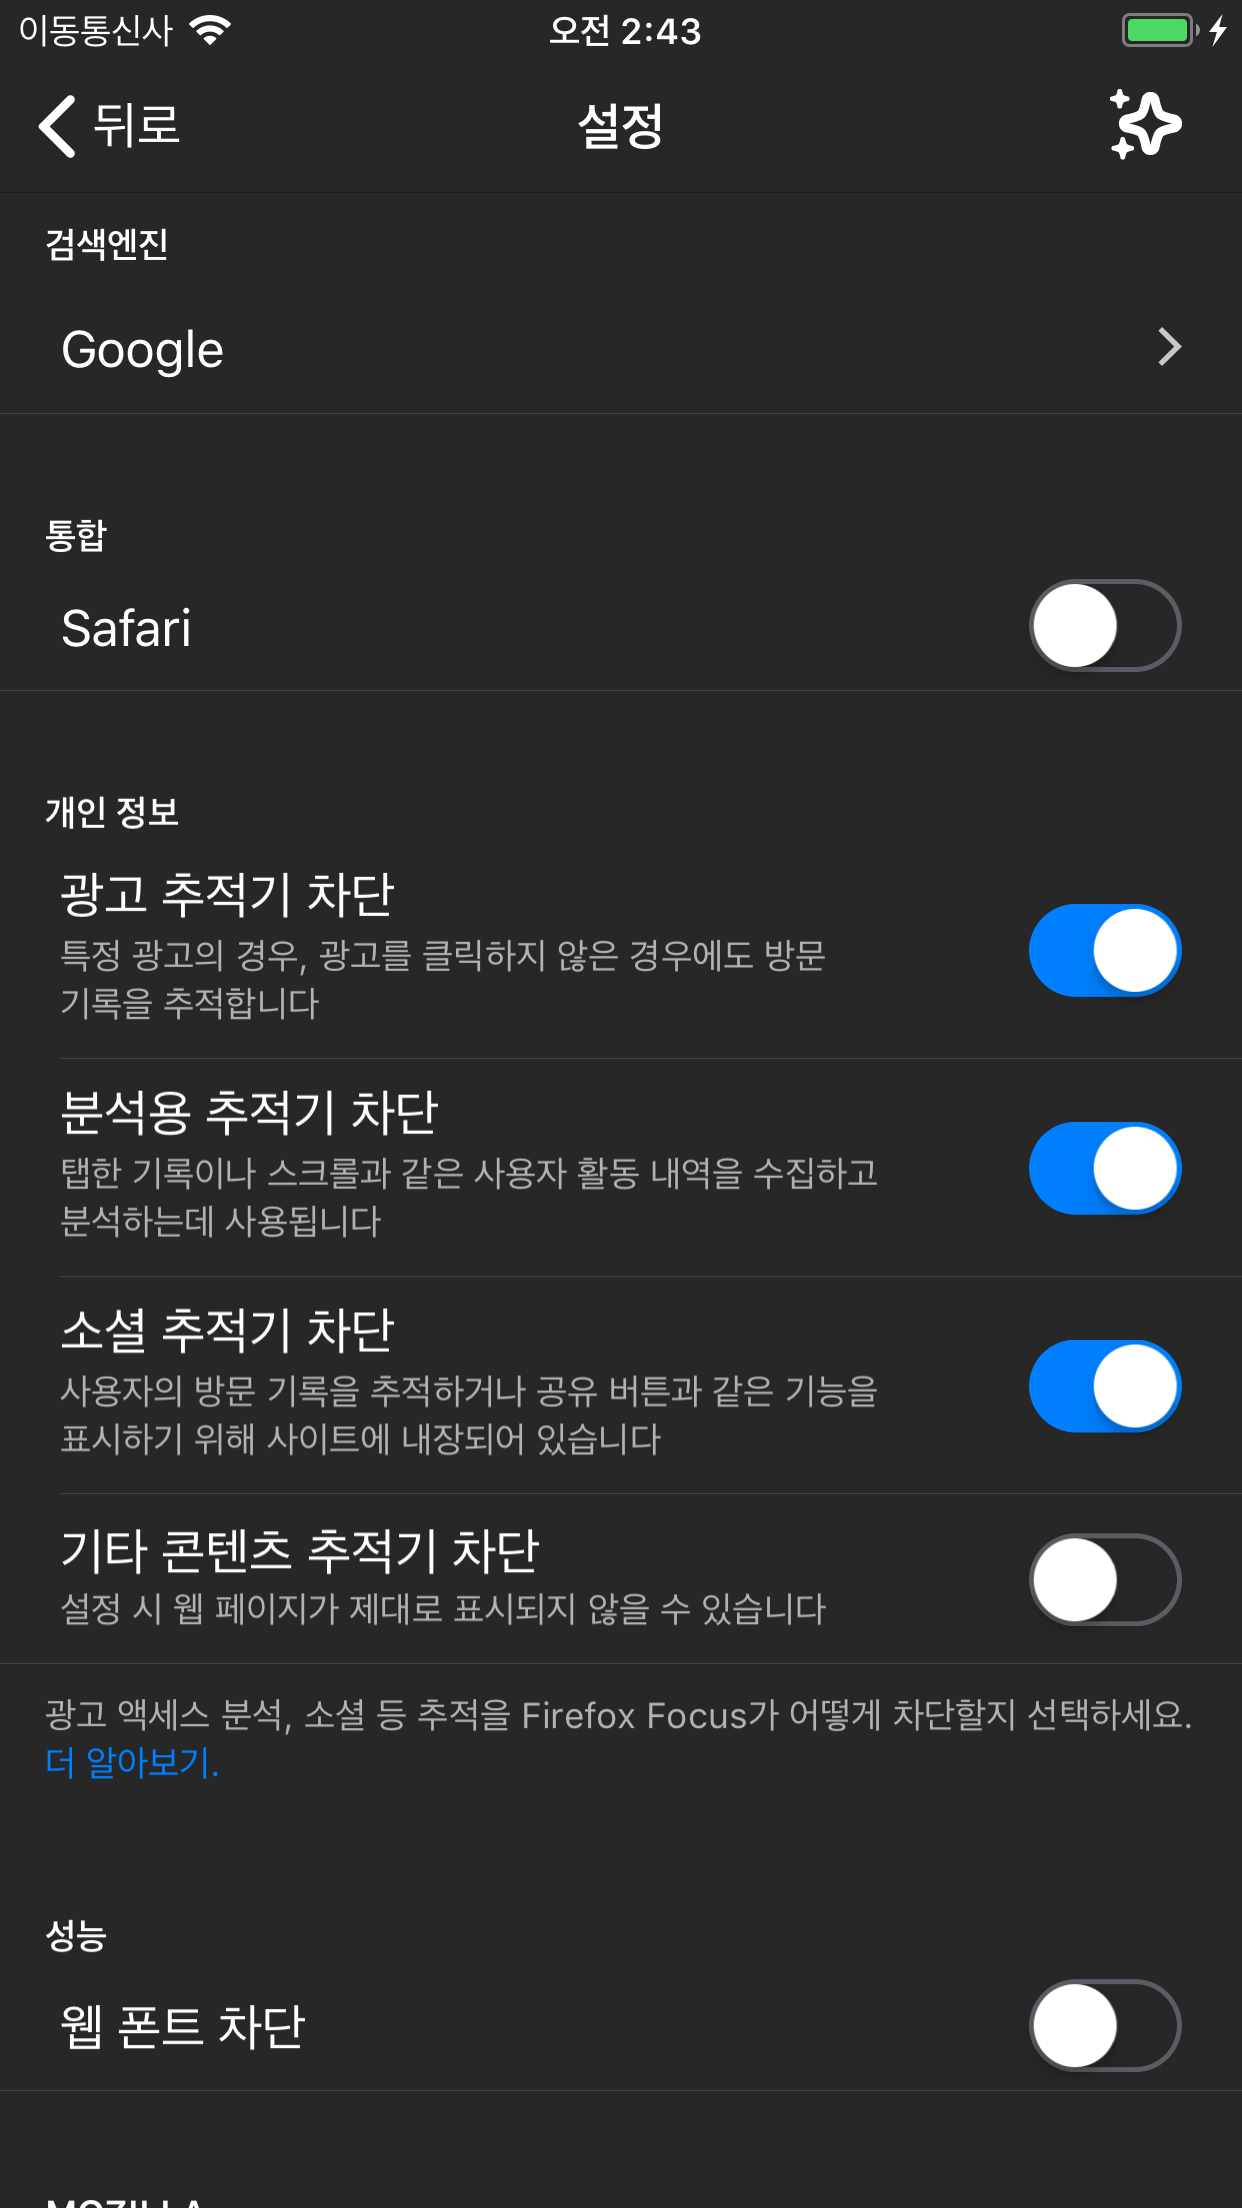 이동통신사
오전 2:43
뒤로
설정
검색엔진
Google
통합
Safari
개인 정보
광고 추적기 차단
특정 광고의 경우, 광고를 클릭하지 않은 경우에도 방문
기록을 추적합니다
분석용 추적기 차단
탭한 기록이나 스크롤과 같은 사용자 활동 내역을 수집하고
분석하는데 사용됩니다
소셜 추적기 차단
사용자의 방문 기록을 추적하거나 공유 버튼과 같은 기능을
표시하기 위해 사이트에 내장되어 있습니다
기타 콘텐츠 추적기 차단
설정 시 웹 페이지가 제대로 표시되지 않을 수 있습니다
광고 액세스 분석, 소셜 등 추적을 Firefox Focus가 어떻게 차단할지 선택하세요.
더 알아보기.
성능
웹 폰트 차단